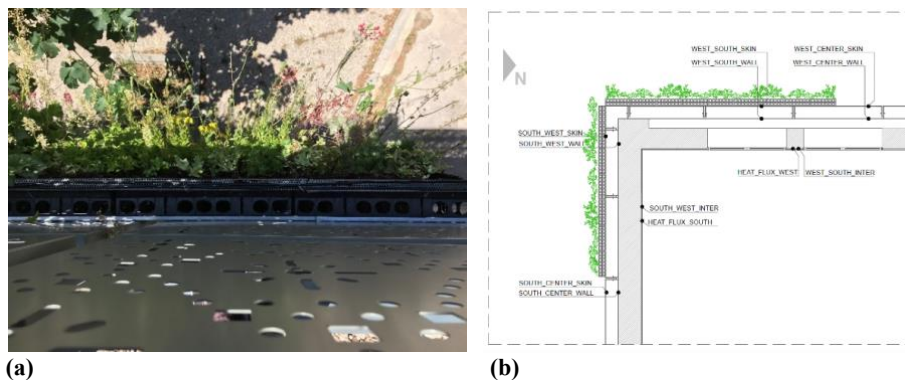 N
WEST_SOUTH_SKIN
WEST_SOUTH_WALL
WEST_CENTER_SKIN
WEST_CENTER_WALL
SOUTH_WEST_SKIN
SOUTH_WEST_WALL
HEAT_FLUX_WEST
WEST_SOUTH_INTER
SOUTH_WEST_INTER
HEAT_FLUX_SOUTH
SOUTH_CENTER_SKIN
SOUTH_CENTER_WALL
(a)
(b)